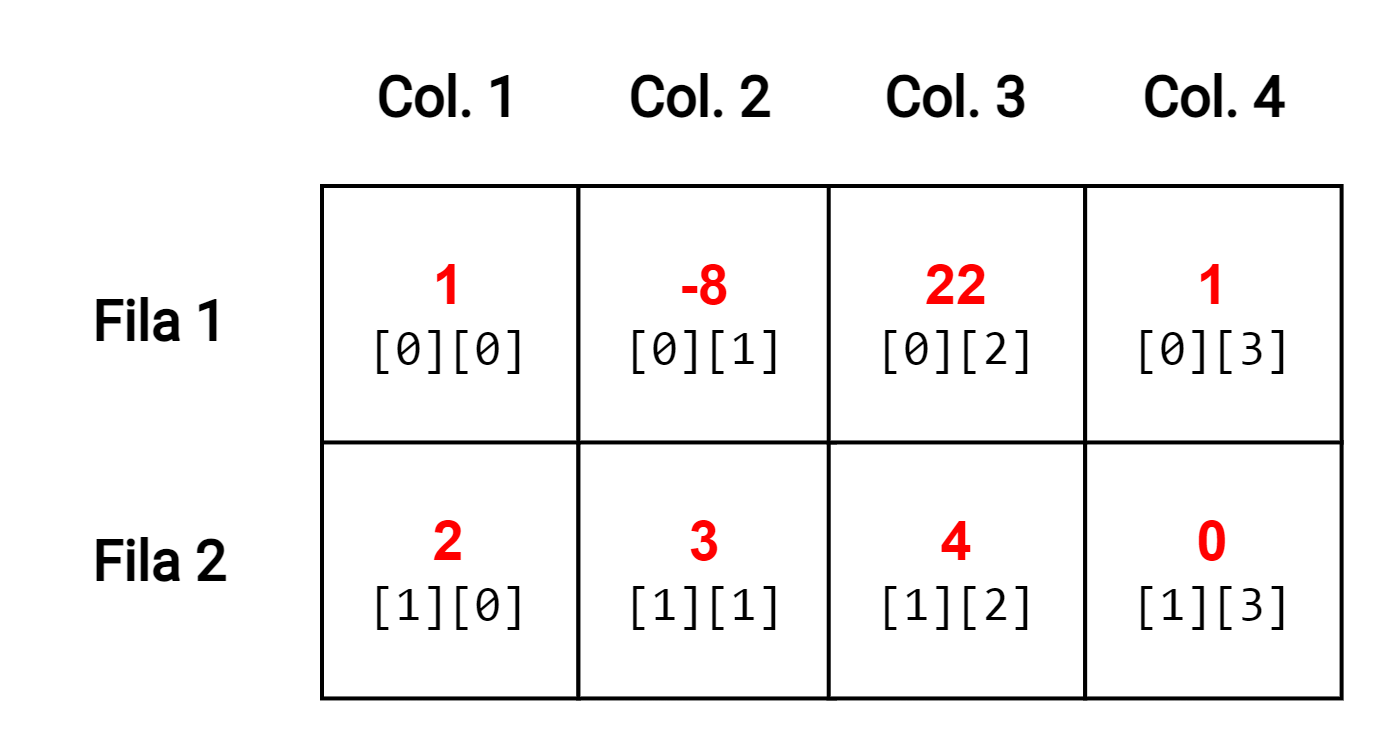 Col. 1 Col. 2 Col. 3 Col. 4
1 -8 22 1
Fila 1 [0][0] [0][1] [0][2] [0][3]
2 3 4 0
Fila 2 [1][0] [1][1] [1][2] [1][3]